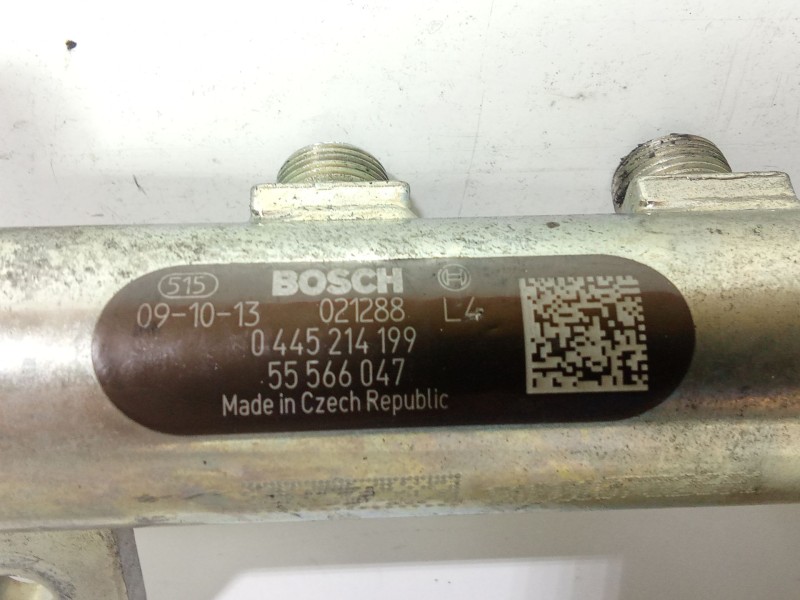 515 BOSCH
09-10-13 021288 L4
0 445 214 199
55 566 047
Made in Czech Republic